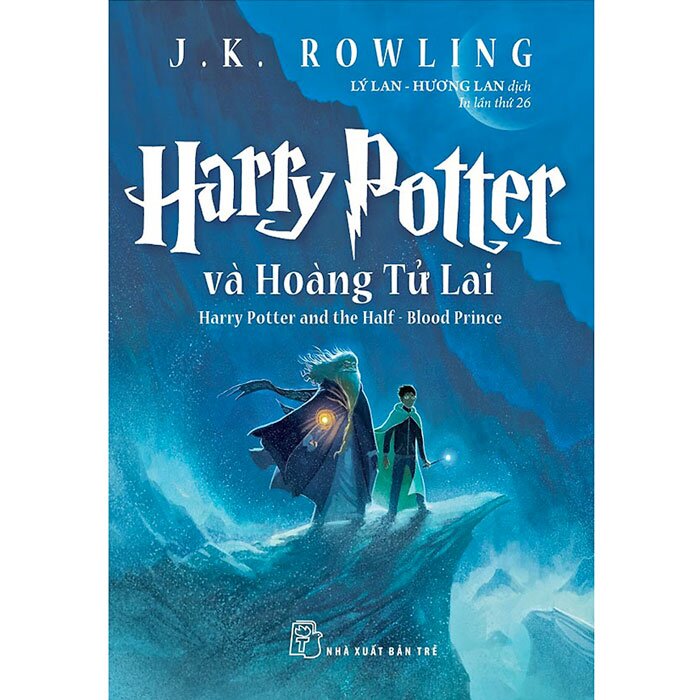 J.K. ROWLING
LÝ LAN - HƯƠNG LAN dịch
In lần thứ 26
Harry Potter
và Hoàng Tử Lai
Harry Potter and the Half - Blood Prince
NHÀ XUẤT BẢN TRẺ